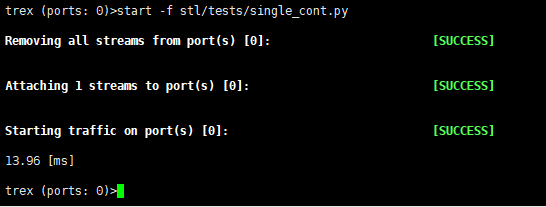 trex (ports: 0)>start -f stl/tests/single_cont.py
Removing all streams from port(s) [0]: [SUCCESS]
Attaching 1 streams to port(s) [0]: [SUCCESS]
Starting traffic on port(s) [0]: [SUCCESS]
13.96 [ms]
trex (ports: 0)>